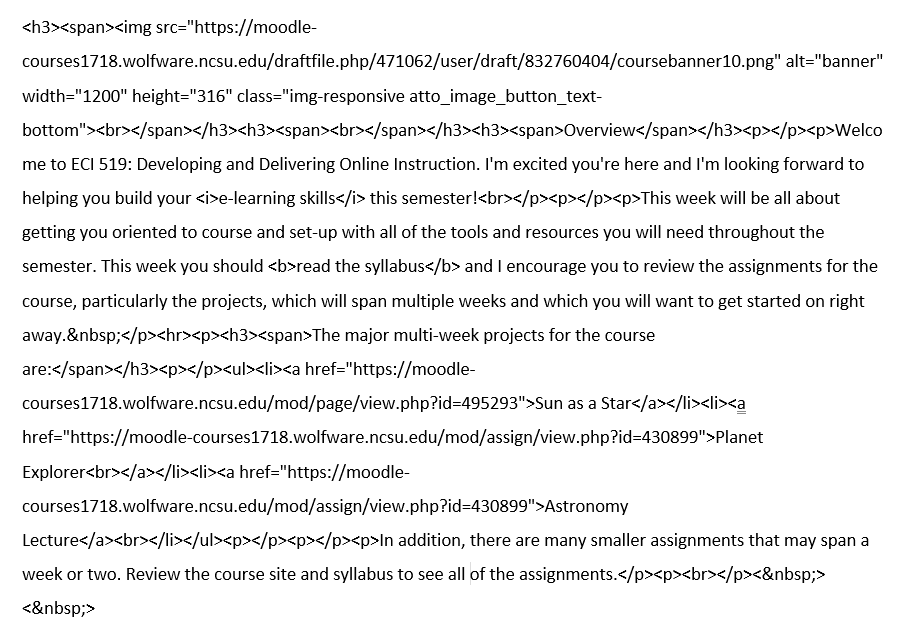 <h3><span><img src="https://moodle-
courses1718.wolfware.ncsu.edu/draftfile.php/471062/user/draft/832760404/coursebanner10.png" alt="banner"
width="1200" height="316" class="img-responsive atto_image_button_text-
bottom"><br></span></h3><h3><span><br></span></h3><h3><span>Overview</span></h3><p></p><p>Welco
me to ECI 519: Developing and Delivering Online Instruction. I'm excited you're here and I'm looking forward to
helping you build your <i>e-learning skills</i> this semester!<br></p><p></p><p>This week will be all about
getting you oriented to course and set-up with all of the tools and resources you will need throughout the
semester. This week you should <b>read the syllabus</b> and I encourage you to review the assignments for the
course, particularly the projects, which will span multiple weeks and which you will want to get started on right
away.&nbsp;</p><hr><p><h3><span>The major multi-week projects for the course
are:</span></h3><p></p><ul><li><a href="https://moodle-
courses1718.wolfware.ncsu.edu/mod/page/view.php?id=495293">Sun as a Star</a></li><li><a
href="https://moodle-courses1718.wolfware.ncsu.edu/mod/assign/view.php?id=430899">Planet
Explorer<br></a></li><li><a href="https://moodle-
courses1718.wolfware.ncsu.edu/mod/assign/view.php?id=430899">Astronomy
Lecture</a><br></li></ul><p></p><p></p><p>In addition, there are many smaller assignments that may span a
week or two. Review the course site and syllabus to see all of the assignments.</p><p><br></p><&nbsp;>
<&nbsp;>